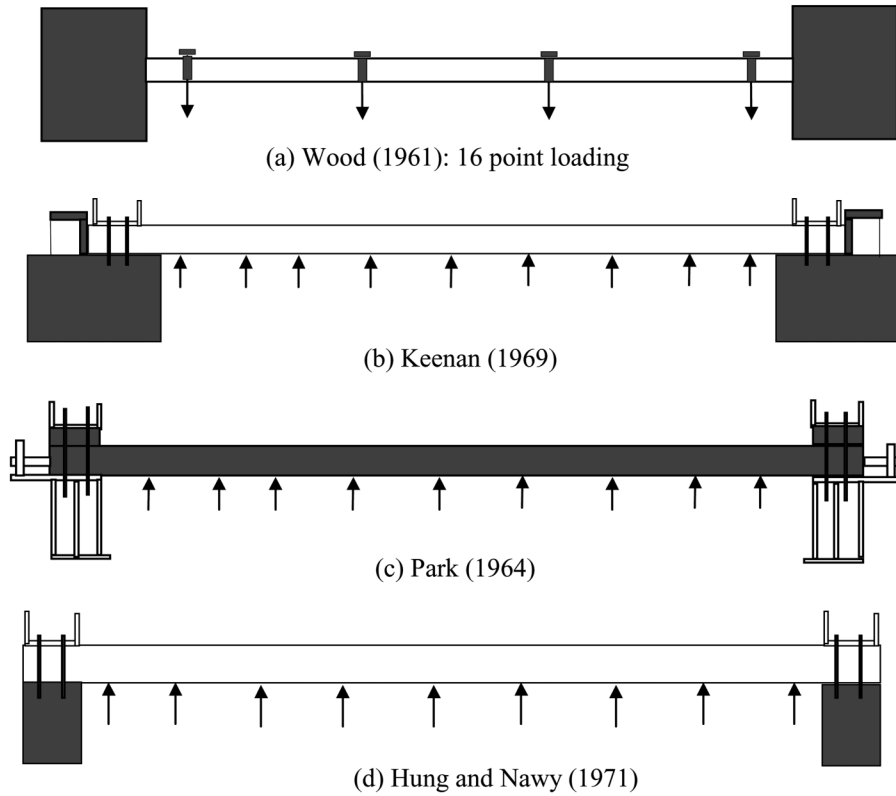 (a) Wood (1961): 16 point loading
(b) Keenan (1969)
(c) Park (1964)
(d) Hung and Nawy (1971)